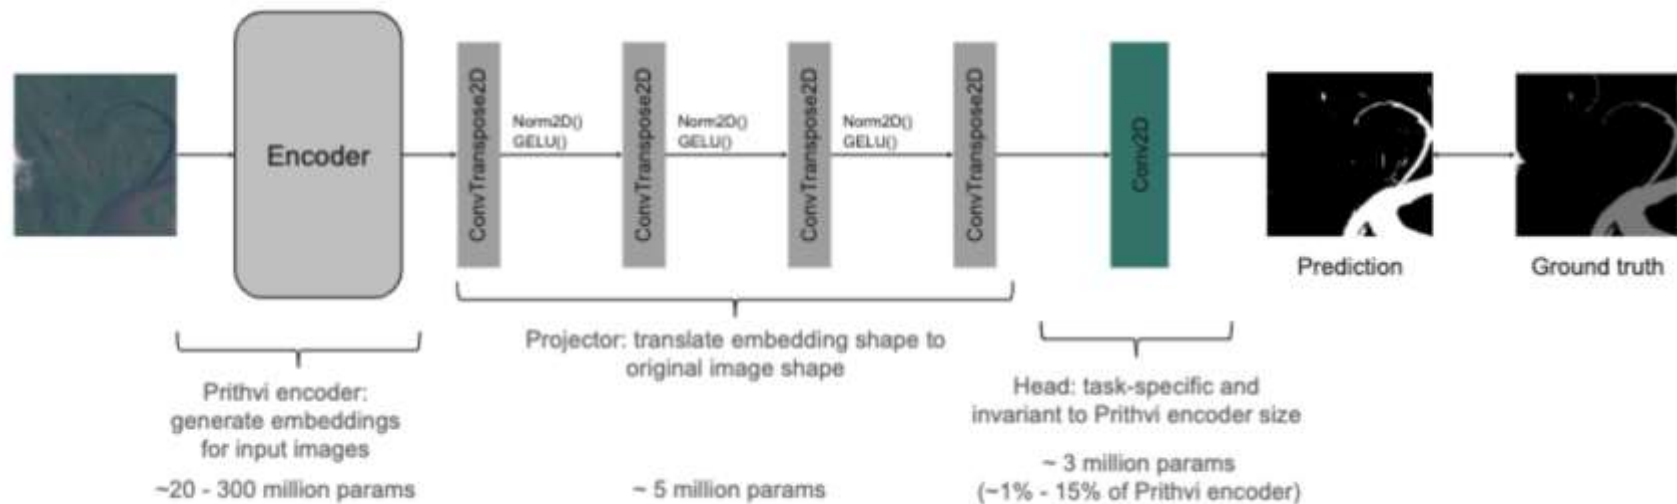 Encoder
ConvTranspose2D
Norm2D()
GELU()
ConvTranspose2D
Norm2D()
GELU()
ConvTranspose2D
Norm2D()
GELU()
ConvTranspose2D
Conv2D
Prediction
Ground truth
Prithvi encoder:
generate embeddings
for input images
~20 - 300 million params
Projector: translate embedding shape to
original image shape
~ 5 million params
Head: task-specific and
invariant to Prithvi encoder size
~ 3 million params
(~1% - 15% of Prithvi encoder)